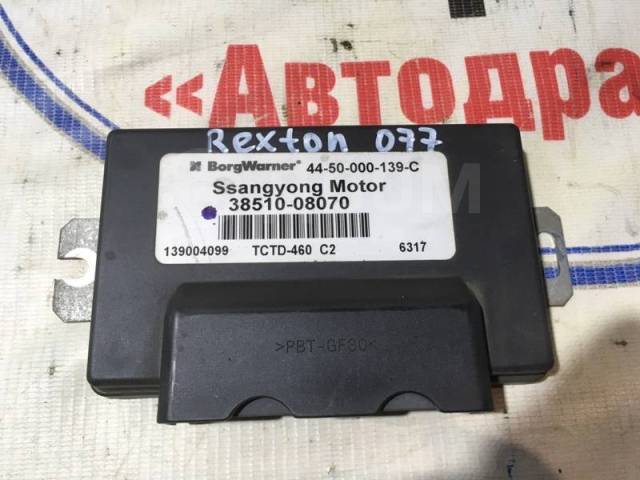 «Автодра
Rexton 077
BorgWarner® 44-50-000-139-C
Ssangyong Motor
38510-08070
139004099 TCTD-460 C2 6317
>PBT-GF30<